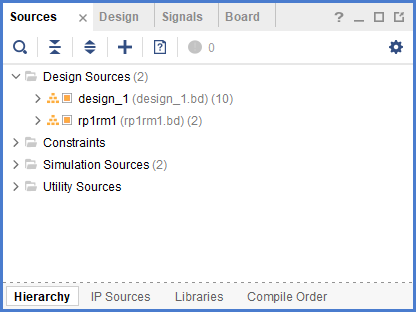 Sources Design Signals Board
0
Design Sources (2)
design_1 (design_1.bd) (10)
rp1rm1 (rp1rm1.bd) (2)
Constraints
Simulation Sources (2)
Utility Sources
Hierarchy IP Sources Libraries Compile Order